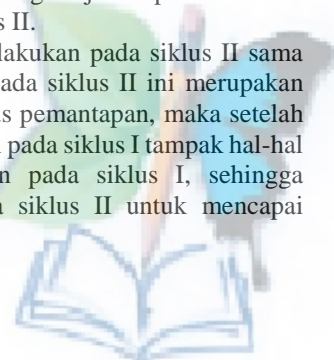 s II.
lakukan pada siklus II sama
ada siklus II ini merupakan
us pemantapan, maka setelah
pada siklus I tampak hal-hal
n pada siklus I, sehingga
siklus II untuk mencapai